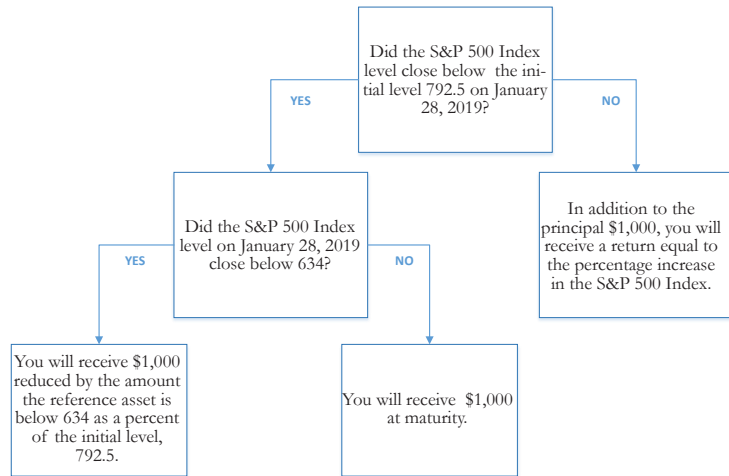 Did the S&P 500 Index
level close below the ini-
tial level 792.5 on January
28, 2019?
YES
NO
Did the S&P 500 Index
level on January 28, 2019
close below 634?
In addition to the
principal $1,000, you will
receive a return equal to
the percentage increase
in the S&P 500 Index.
YES
NO
You will receive $1,000
reduced by the amount
the reference asset is
below 634 as a percent
of the initial level,
792.5.
You will receive $1,000
at maturity.